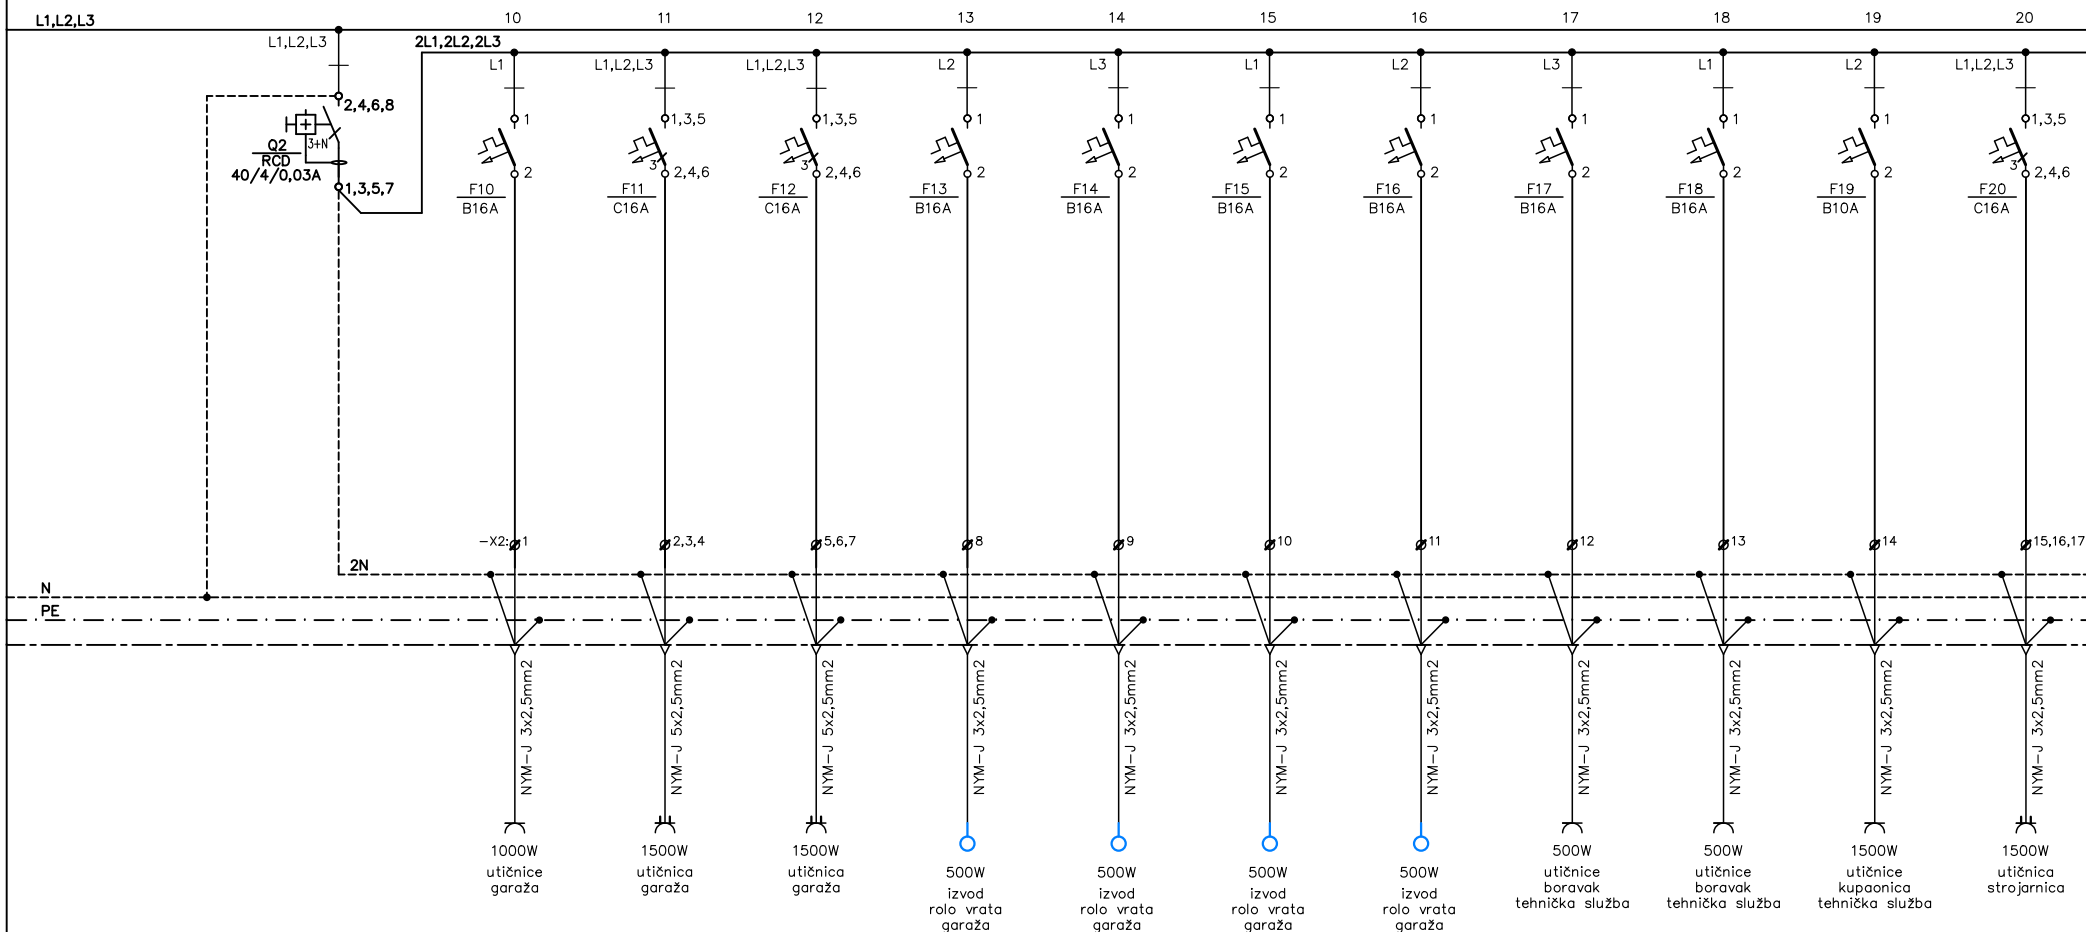 L1,L2,L3
10 11 12 13 14 15 16 17 18 19 20
L1,L2,L3
2L1,2L2,2L3
L1 L1,L2,L3 L1,L2,L3 L2 L3 L1 L2 L3 L1 L2 L1,L2,L3
2,4,6,8
1 1,3,5 1,3,5 1 1 1 1 1 1 1 1,3,5
3+N
Q2
RCD
40/4/0,03A
1,3,5,7
3 3 3
2 2,4,6 2,4,6 2 2 2 2 2 2 2 2,4,6
F10 F11 F12 F13 F14 F15 F16 F17 F18 F19 F20
B16A C16A C16A B16A B16A B16A B16A B16A B16A B10A C16A
-X2: 1 2,3,4 5,6,7 8 9 10 11 12 13 14 15,16,17
2N
N
PE
NYM-J 3x2,5mm2
NYM-J 5x2,5mm2
NYM-J 5x2,5mm2
NYM-J 3x2,5mm2
NYM-J 3x2,5mm2
NYM-J 3x2,5mm2
NYM-J 3x2,5mm2
NYM-J 3x2,5mm2
NYM-J 3x2,5mm2
NYM-J 3x2,5mm2
NYM-J 3x2,5mm2
1000W
utičnice
garaža
1500W
utičnica
garaža
1500W
utičnica
garaža
500W
izvod
rolo vrata
garaža
500W
izvod
rolo vrata
garaža
500W
izvod
rolo vrata
garaža
500W
izvod
rolo vrata
garaža
500W
utičnice
boravak
tehnička služba
500W
utičnice
boravak
tehnička služba
1500W
utičnice
kupaonica
tehnička služba
1500W
utičnica
strojarnica